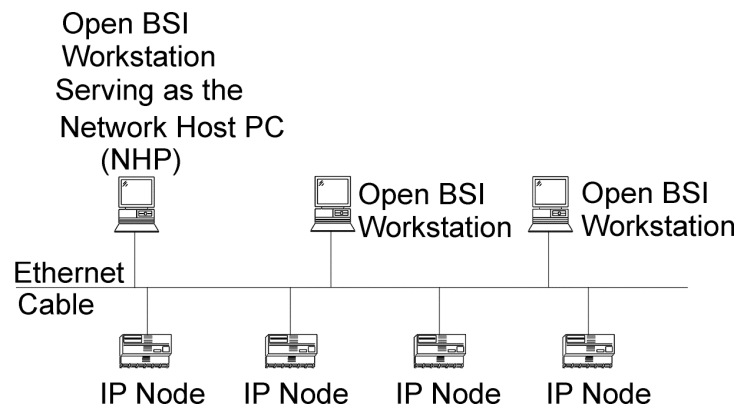 Open BSI
Workstation
Serving as the
Network Host PC
(NHP)
Open BSI
Workstation
Open BSI
Workstation
Ethernet
Cable
IP Node
IP Node
IP Node
IP Node